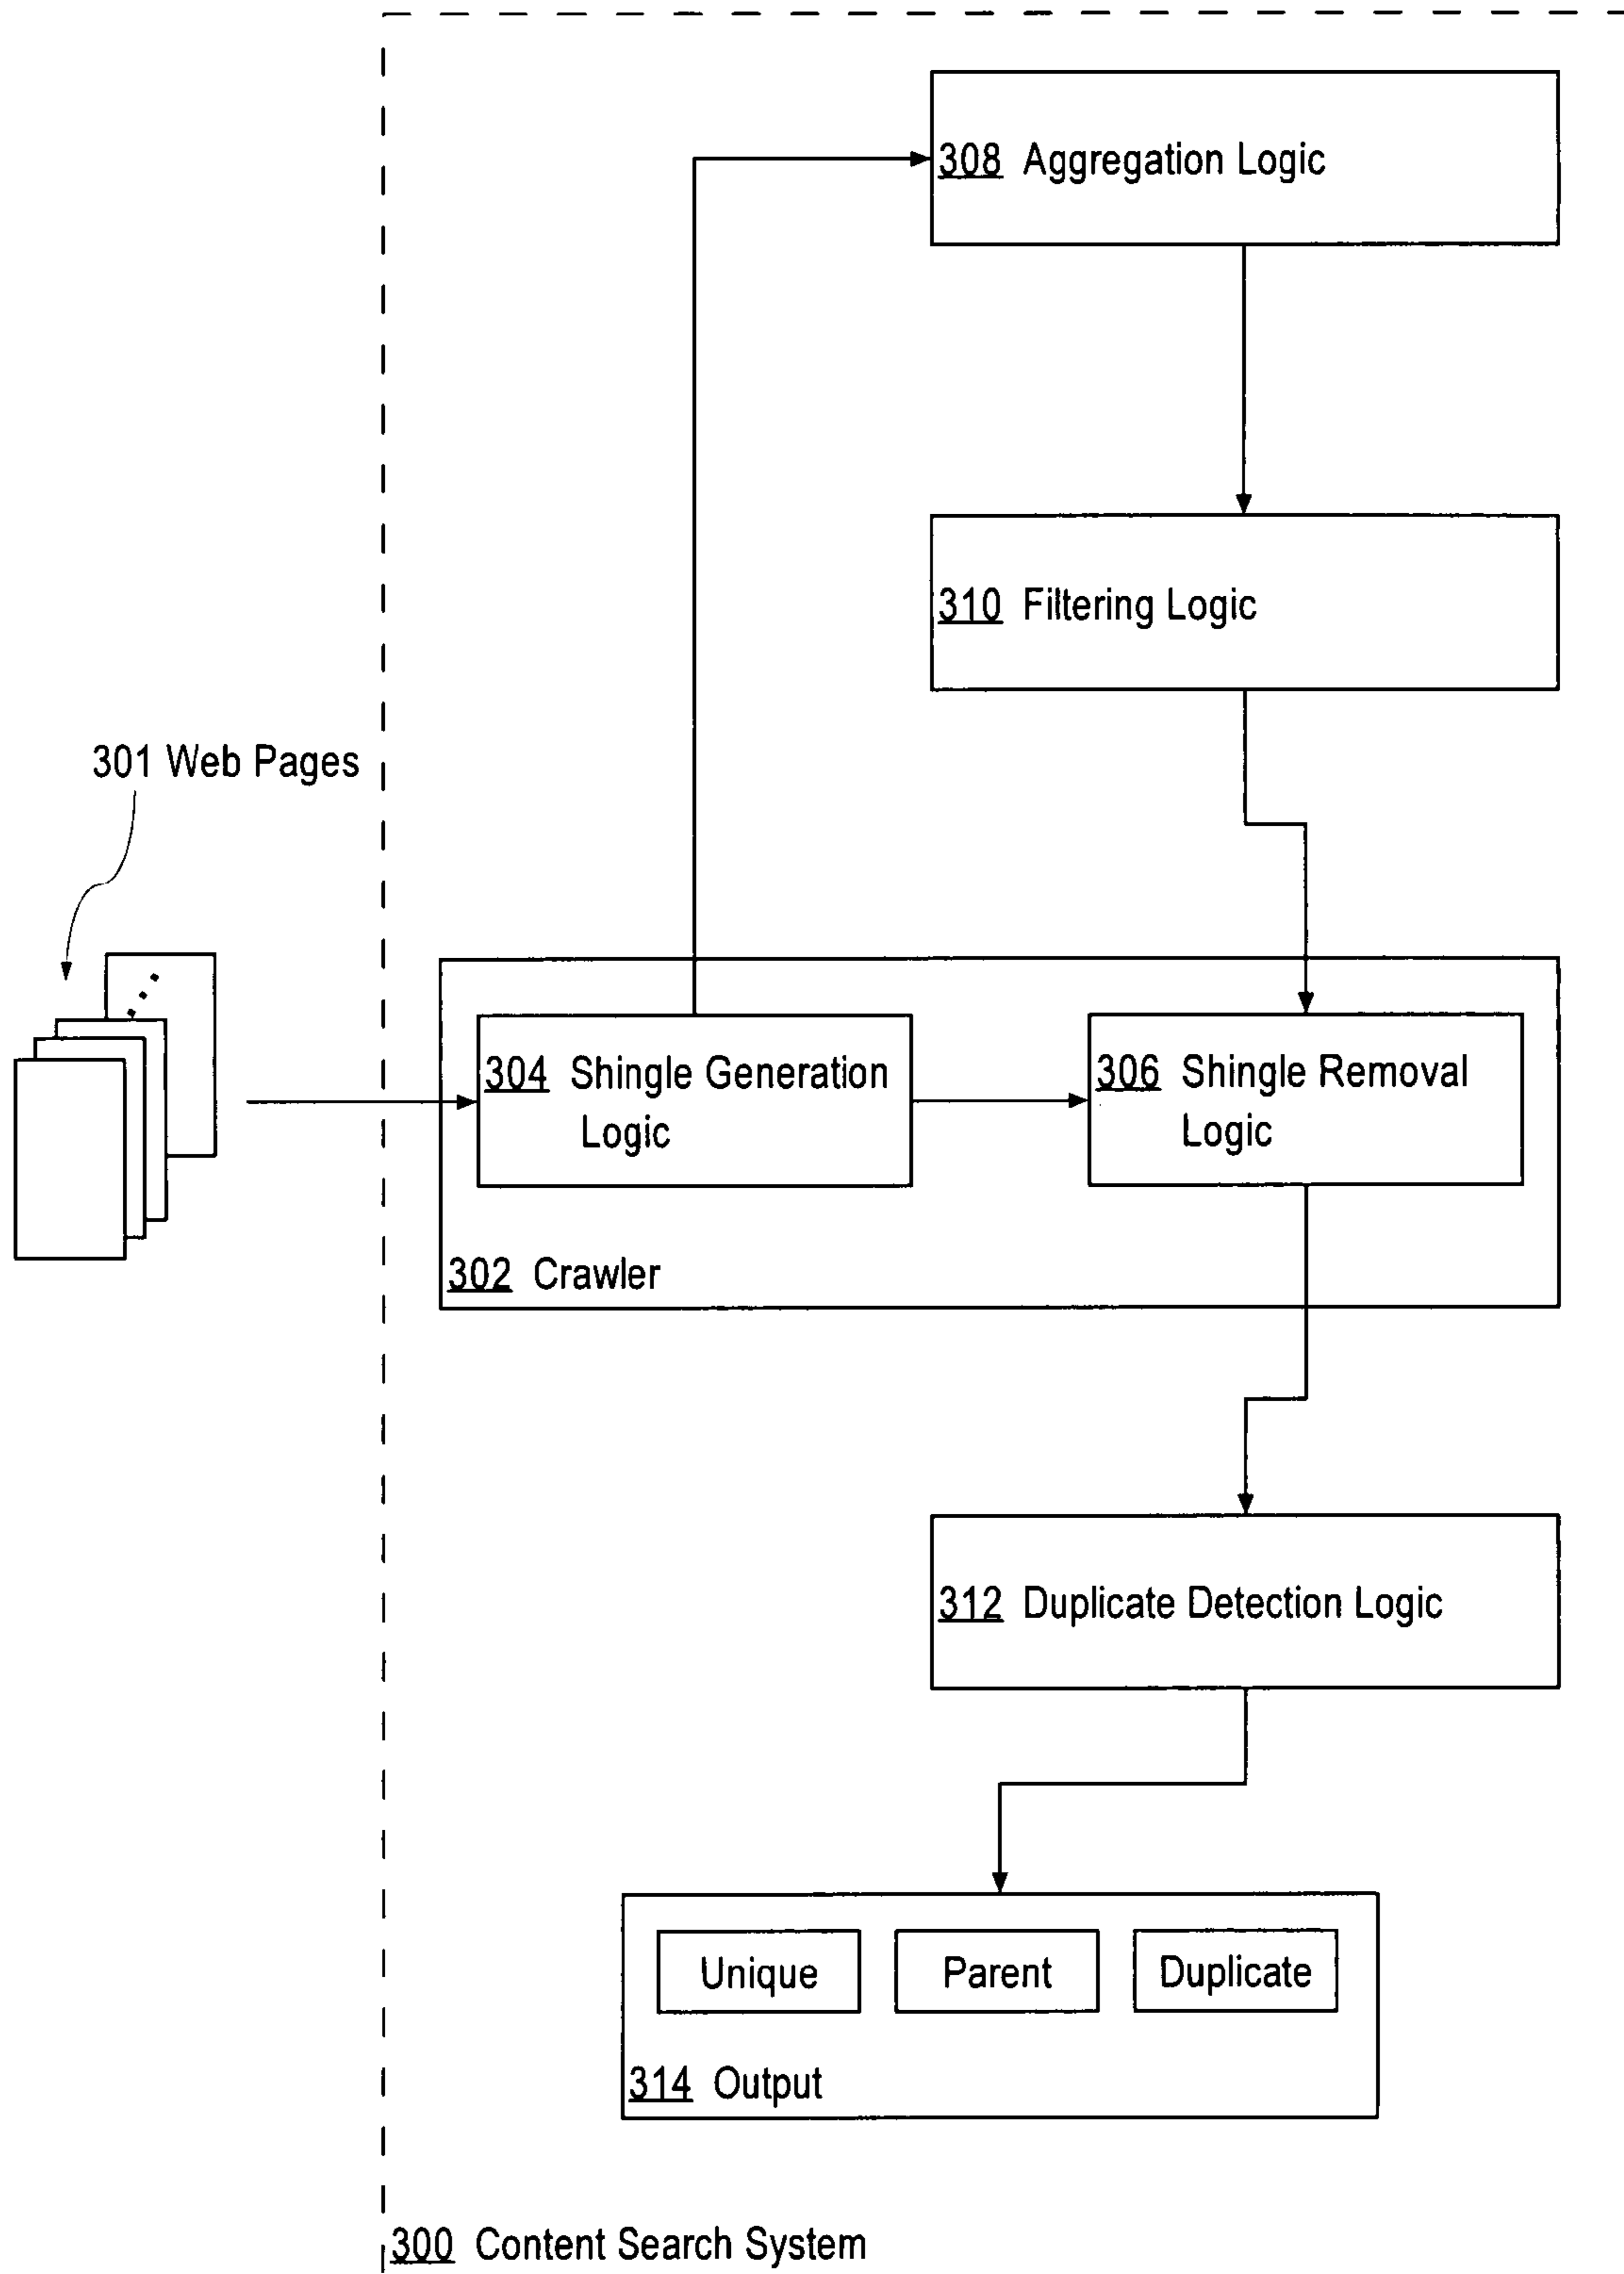 308 Aggregation Logic
310 Filtering Logic
301 Web Pages
304 Shingle Generation
Logic
306 Shingle Removal
Logic
302 Crawler
312 Duplicate Detection Logic
Unique
Parent
Duplicate
314 Output
300 Content Search System